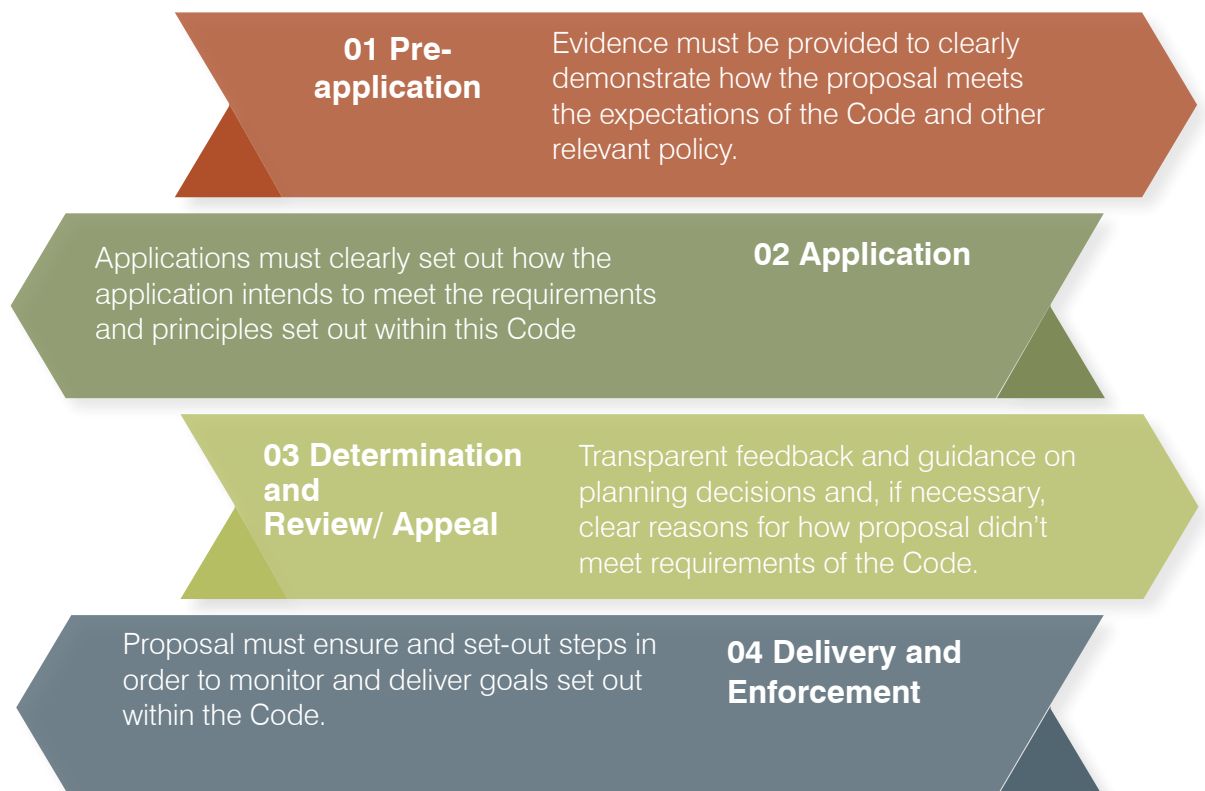 01 Pre-
application
Evidence must be provided to clearly
demonstrate how the proposal meets
the expectations of the Code and other
relevant policy.
02 Application
Applications must clearly set out how the
application intends to meet the requirements
and principles set out within this Code
03 Determination
and
Review/ Appeal
Transparent feedback and guidance on
planning decisions and, if necessary,
clear reasons for how proposal didn’t
meet requirements of the Code.
04 Delivery and
Enforcement
Proposal must ensure and set-out steps in
order to monitor and deliver goals set out
within the Code.